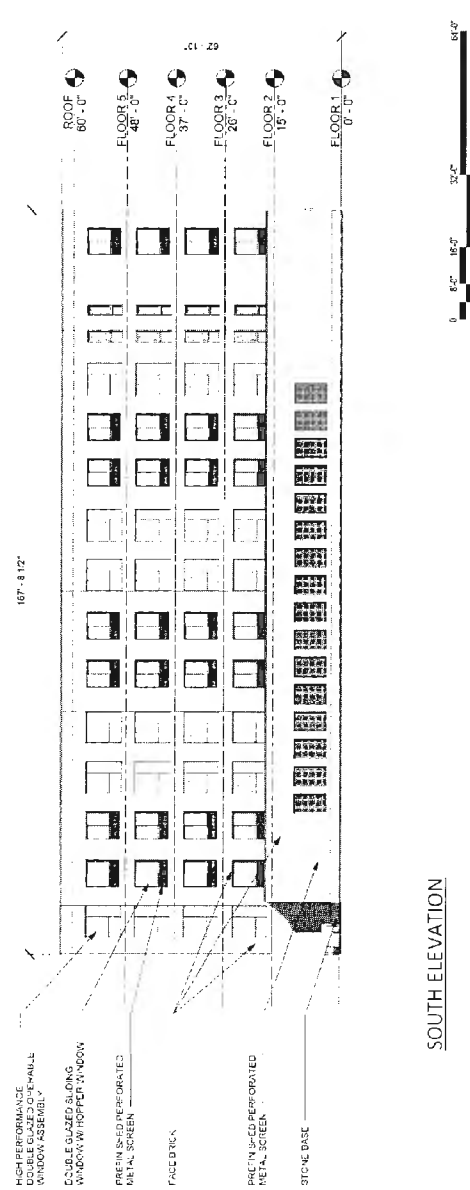 HIGH PERFORMANCE
DOUBLE GLAZED OPERABLE
WINDOW ASSEMBLY
DOUBLE GLAZED SLIDING
WINDOW W/ HOPPER WINDOW
PREFINISHED PERFORATED
METAL SCREEN
FACE BRICK
PREFINISHED PERFORATED
METAL SCREEN
STONE BASE
167' - 8 1/2"
62' - 10"
ROOF
60' - 0"
FLOOR 5
48' - 0"
FLOOR 4
37' - 0"
FLOOR 3
26' - 0"
FLOOR 2
15' - 0"
FLOOR 1
0' - 0"
SOUTH ELEVATION
0 8'-0" 16'-0" 32'-0" 64'-0"